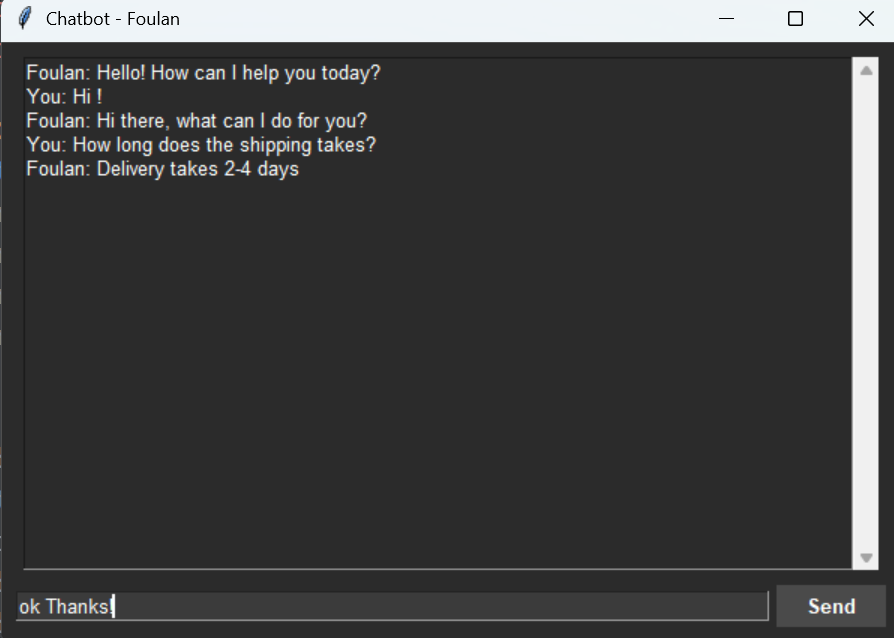 Chatbot - Foulan
Foulan: Hello! How can I help you today?
You: Hi !
Foulan: Hi there, what can I do for you?
You: How long does the shipping takes?
Foulan: Delivery takes 2-4 days
ok Thanks!
Send